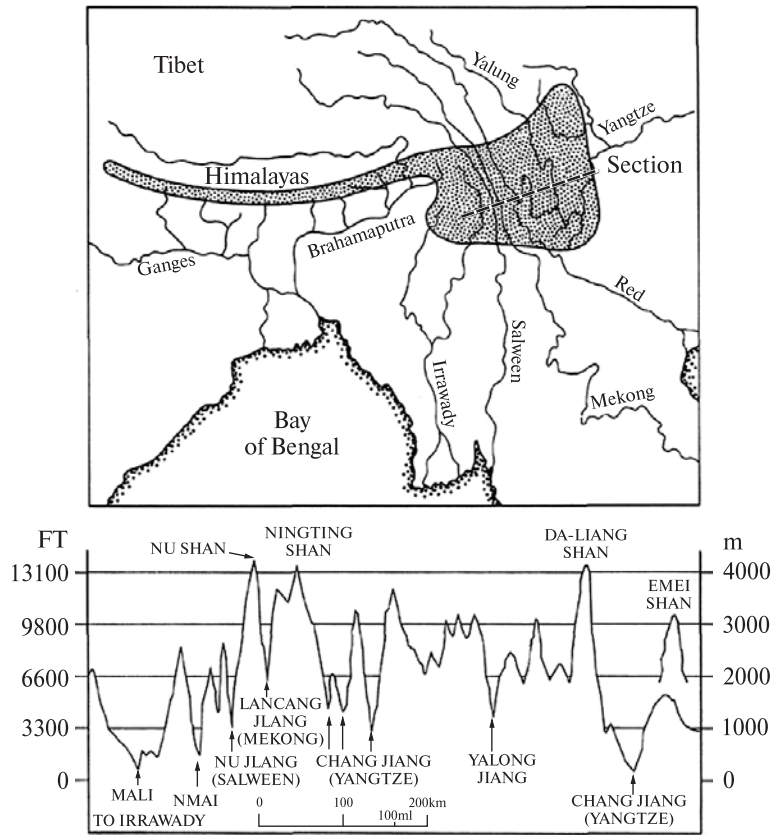 Tibet
Yalung
Yangtze
Himalayas
Section
Brahamaputra
Ganges
Red
Salween
Irrawady
Mekong
Bay
of Bengal
FT
NU SHAN
NINGTING
SHAN
DA-LIANG
SHAN
m
13100
4000
EMEI
SHAN
9800
3000
6600
2000
LANCANG
JLANG
(MEKONG)
3300
1000
NU JLANG
(SALWEEN)
CHANG JIANG
(YANGTZE)
YALONG
JIANG
0
0
MALI
NMAI
CHANG JIANG
(YANGTZE)
TO IRRAWADY
0 100 200km
100ml